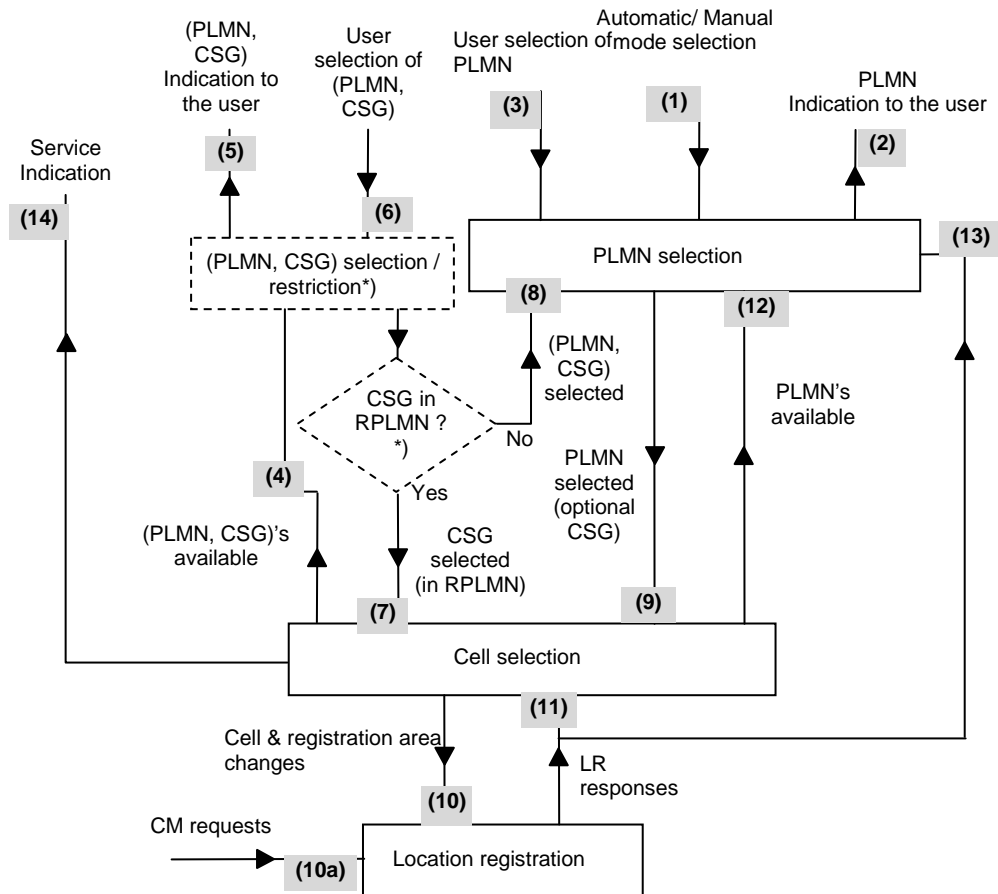 (PLMN,
CSG)
Indication to
the user
User
selection of
(PLMN,
CSG)
User selection of
PLMN
Automatic/ Manual
mode selection
PLMN
Indication to the user
Service
Indication
(5)
(3)
(1)
(2)
(14)
(6)
(13)
(PLMN, CSG) selection /
restriction*)
PLMN selection
(8)
(12)
(PLMN,
CSG)
selected
CSG in
RPLMN ?
*)
No
PLMN's
available
(4)
Yes
PLMN
selected
(optional
CSG)
(PLMN, CSG)'s
available
CSG
selected
(in RPLMN)
(7)
(9)
Cell selection
(11)
Cell & registration area
changes
LR
responses
(10)
CM requests
(10a)
Location registration